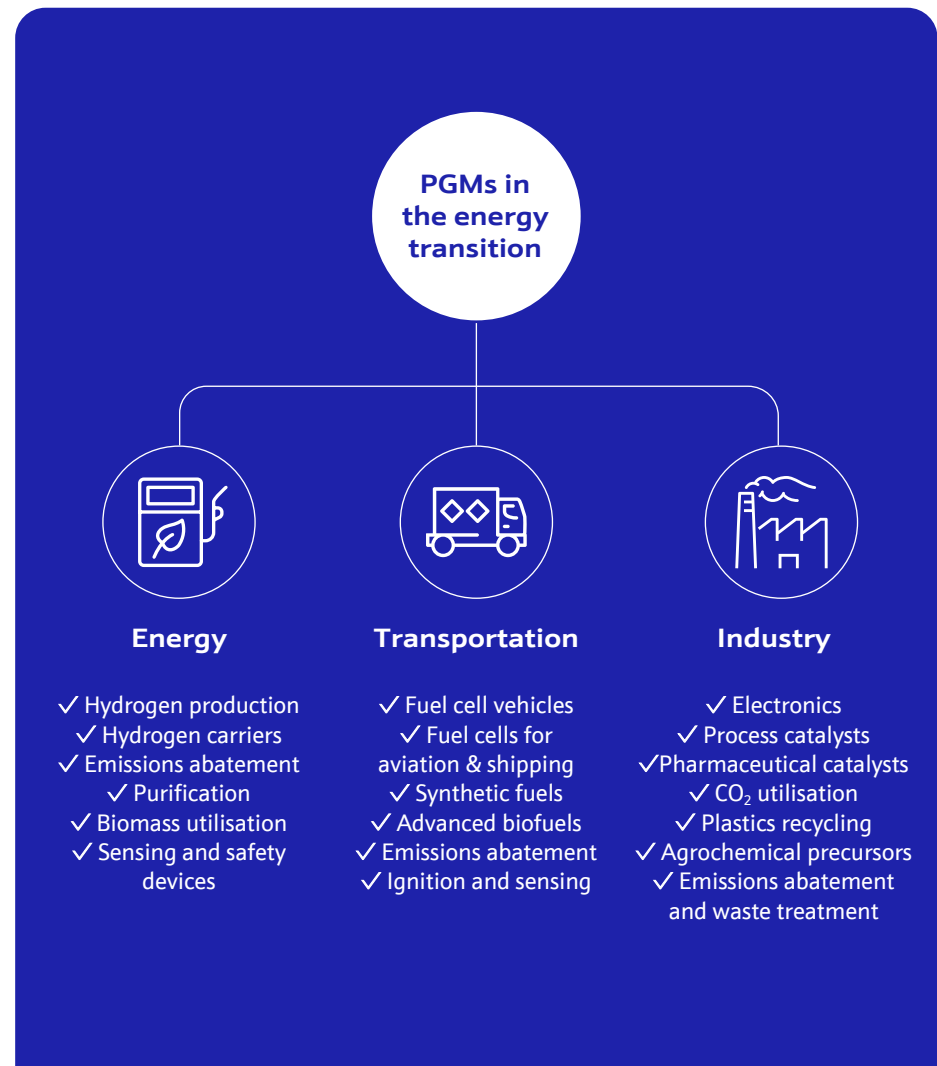 PGMs in
the energy
transition
Energy
✓ Hydrogen production
✓ Hydrogen carriers
✓ Emissions abatement
✓ Purification
✓ Biomass utilisation
✓ Sensing and safety
devices
Transportation
✓ Fuel cell vehicles
✓ Fuel cells for
aviation & shipping
✓ Synthetic fuels
✓ Advanced biofuels
✓ Emissions abatement
✓ Ignition and sensing
Industry
✓ Electronics
✓ Process catalysts
✓Pharmaceutical catalysts
✓ CO₂ utilisation
✓ Plastics recycling
✓ Agrochemical precursors
✓ Emissions abatement
and waste treatment